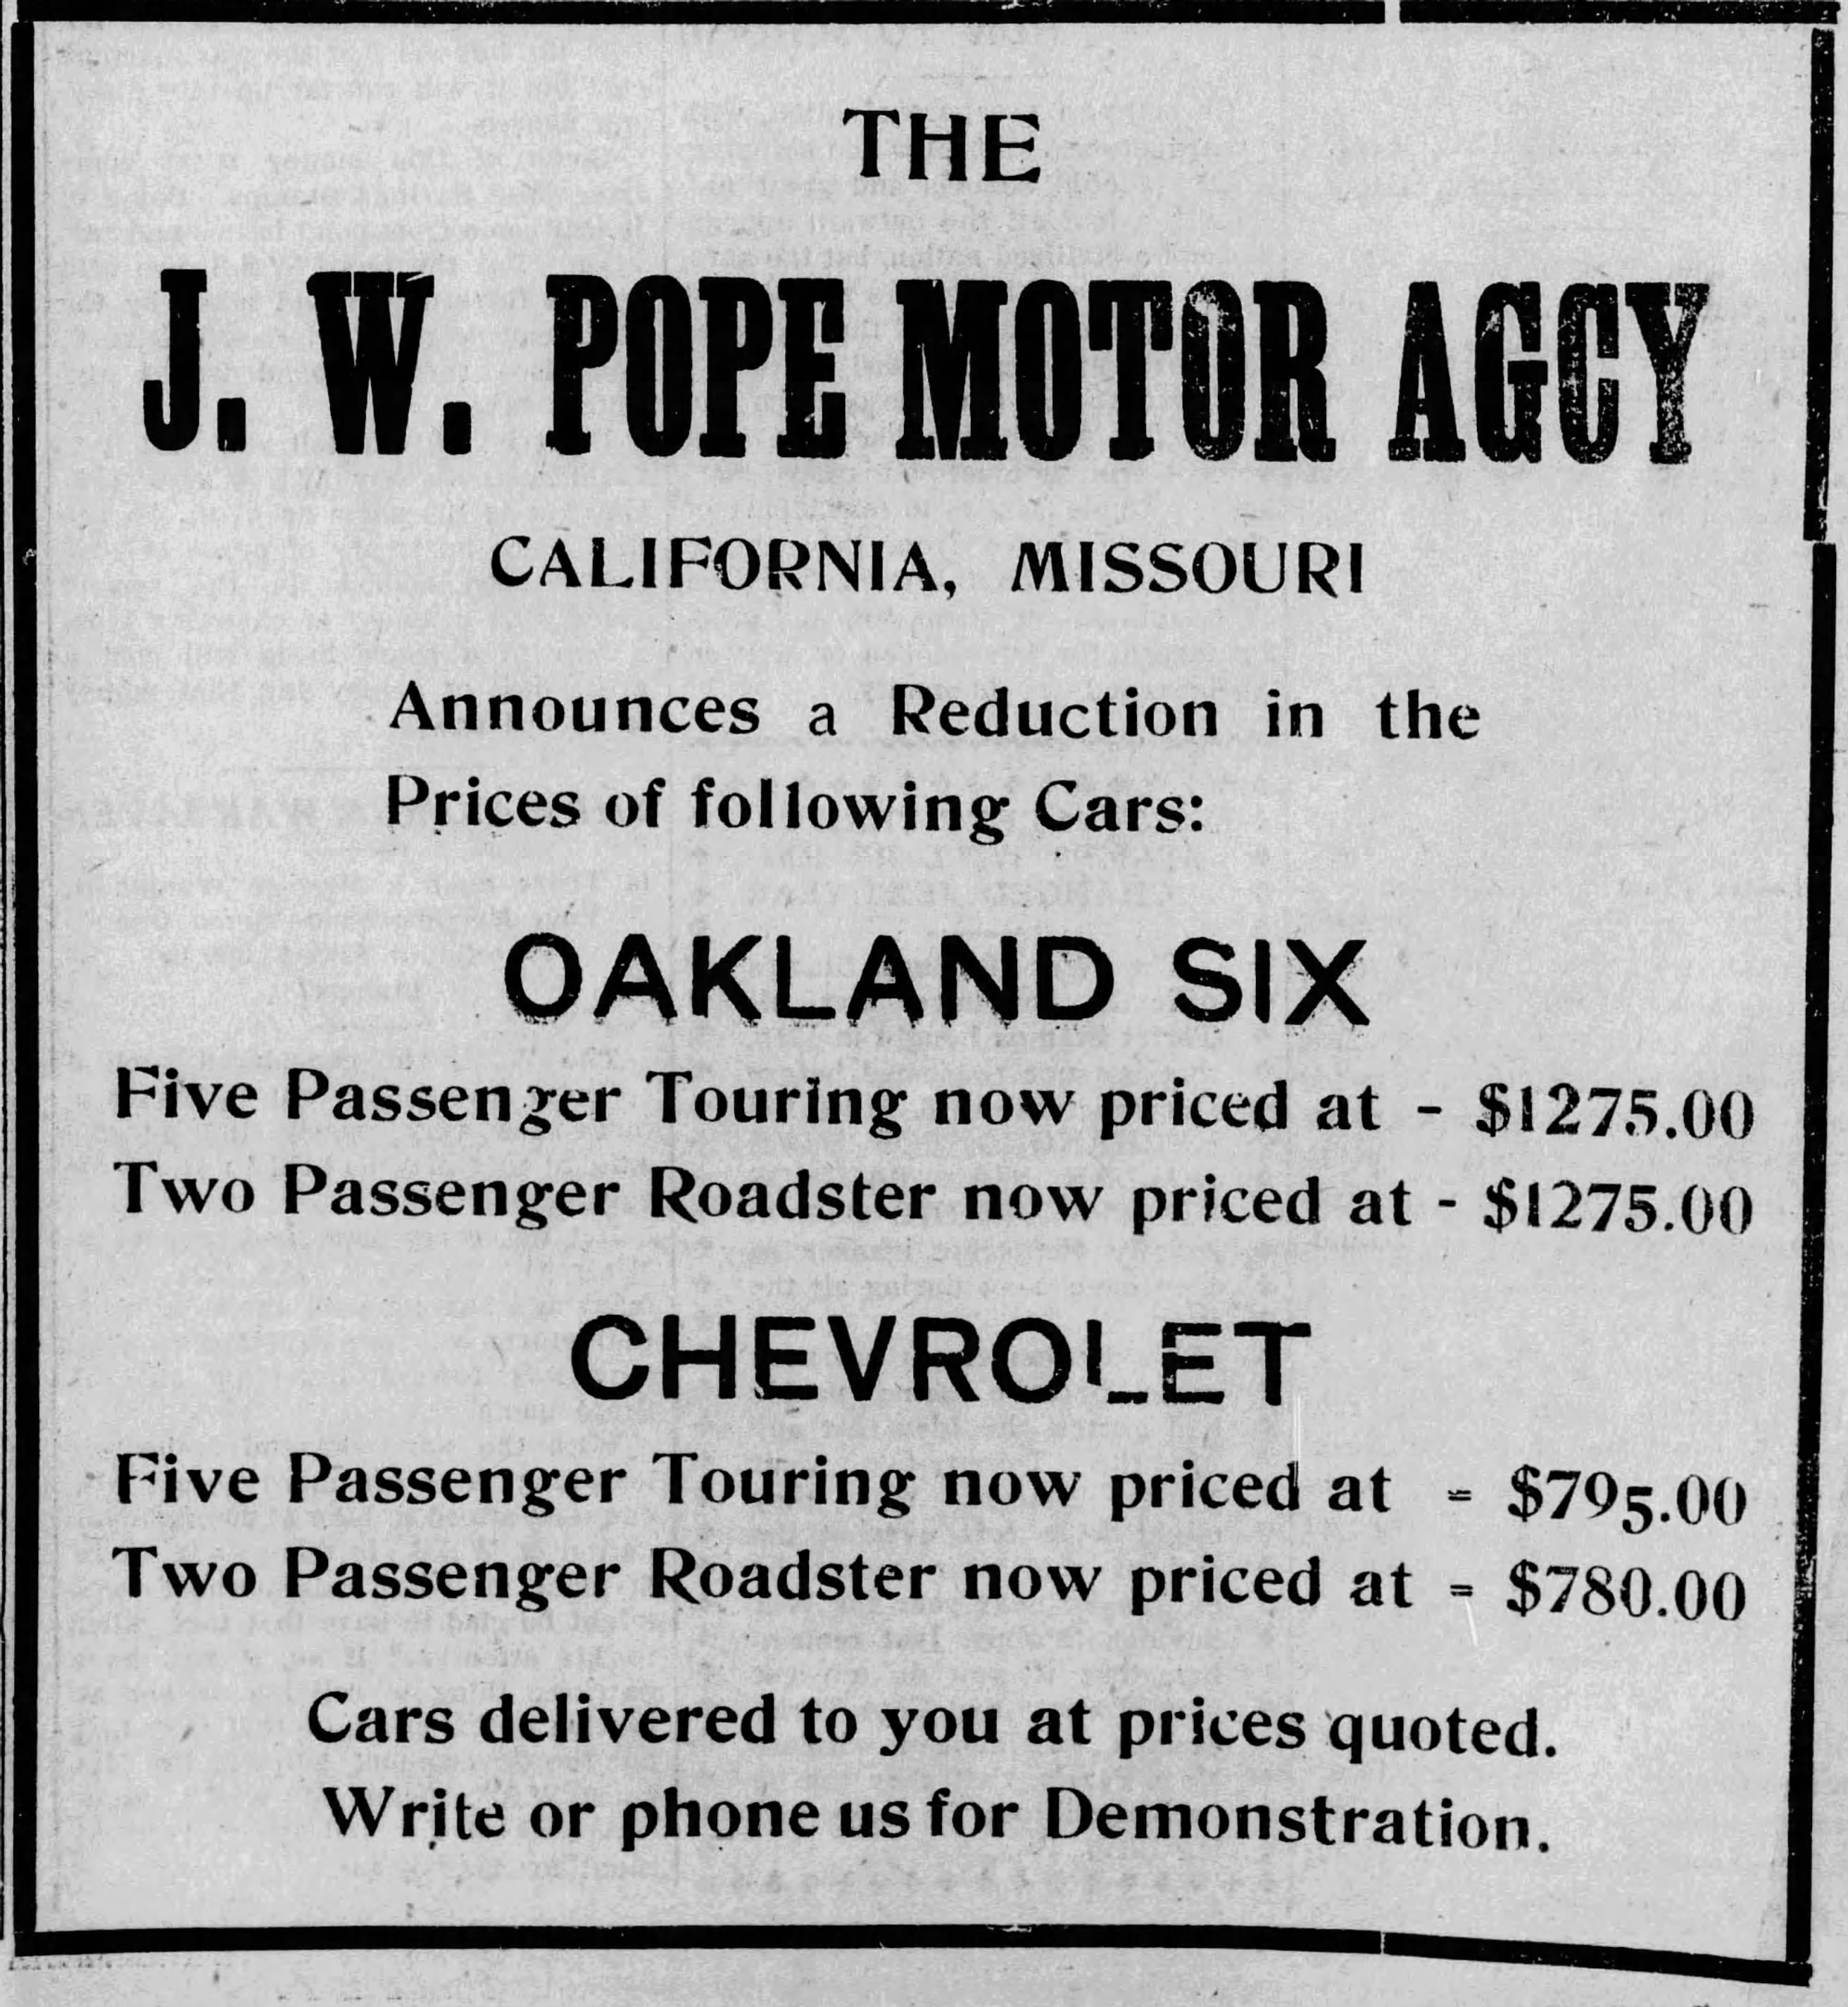 THE
J. W. POPE MOTOR AGCY
CALIFORNIA, MISSOURI
Announces a Reduction in the
Prices of following Cars:
OAKLAND SIX
Five Passenger Touring now priced at - $1275.00
Two Passenger Roadster now priced at - $1275.00
CHEVROLET
Five Passenger Touring now priced at = $795.00
Two Passenger Roadster now priced at = $780.00
Cars delivered to you at prices quoted.
Write or phone us for Demonstration.